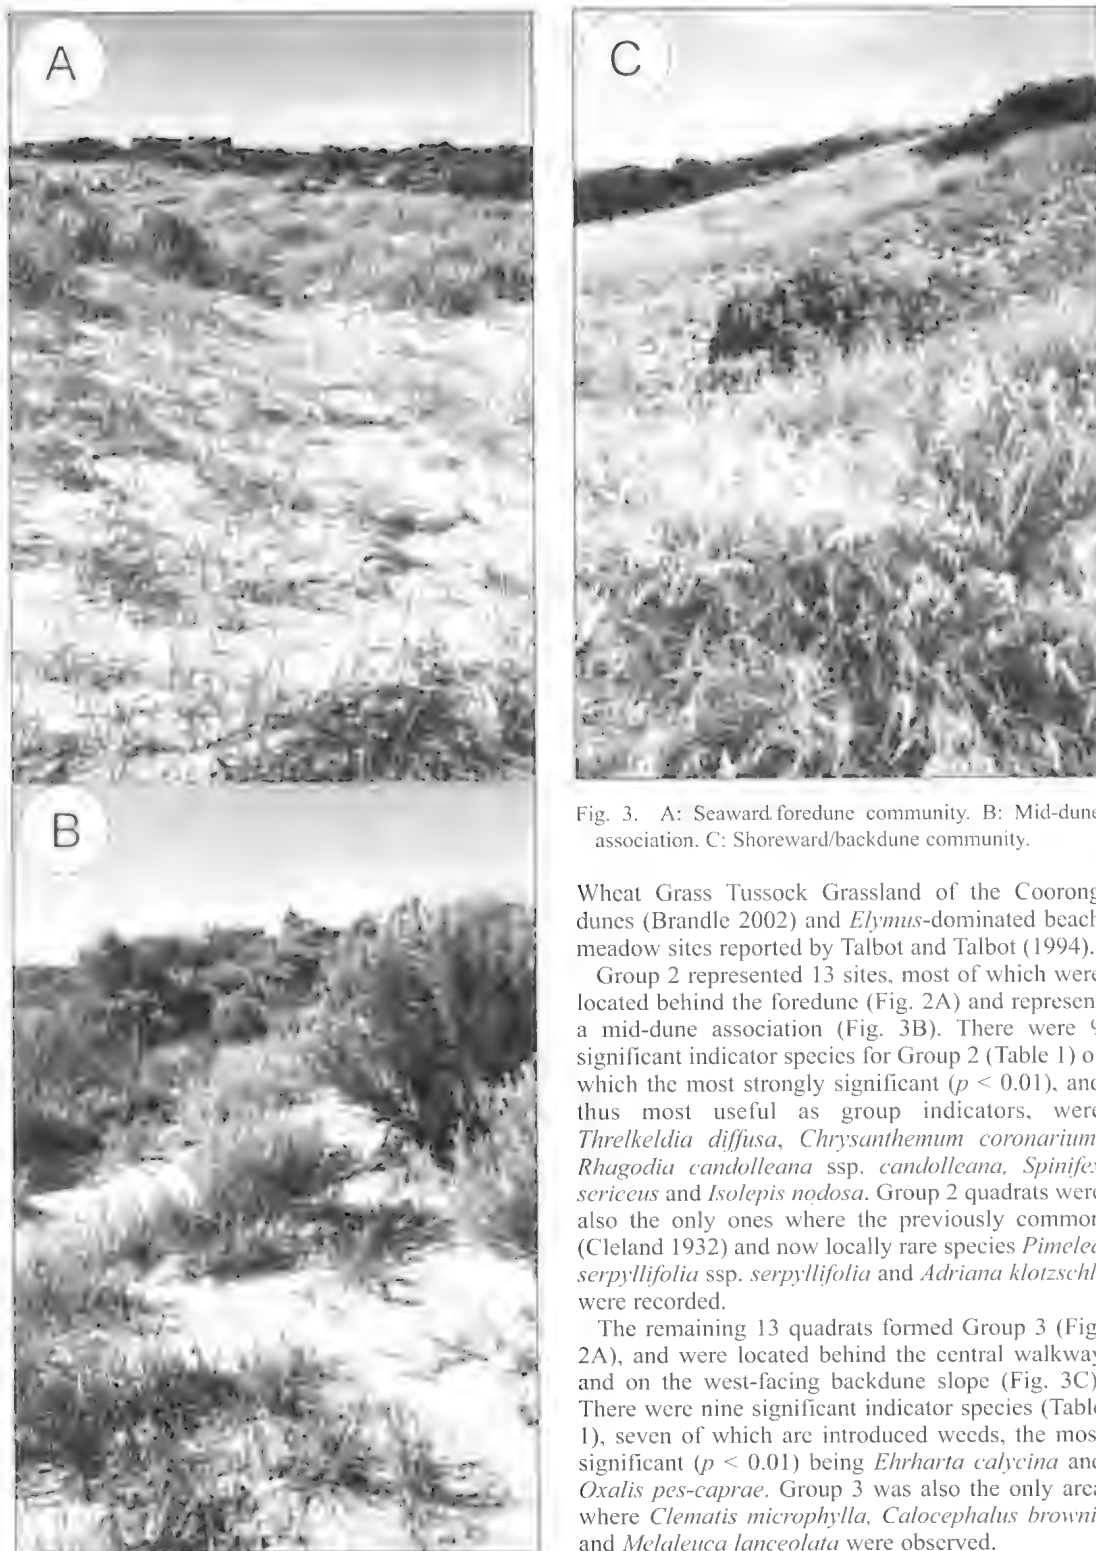 A
C
B
Fig. 3. A: Seaward foredune community. B: Mid-dune
association. C: Shoreward/backdune community.
Wheat Grass Tussock Grassland of the Coorong
dunes (Brandle 2002) and Elymus-dominated beach
meadow sites reported by Talbot and Talbot (1994).
Group 2 represented 13 sites, most of which were
located behind the foredune (Fig. 2A) and represen
a mid-dune association (Fig. 3B). There were 9
significant indicator species for Group 2 (Table 1) o
which the most strongly significant (p < 0.01), and
thus most useful as group indicators, were
Threlkeldia diffusa, Chrysanthemum coronarium
Rhagodia candolleana ssp. candolleana, Spinife
sericeus and Isolepis nodosa. Group 2 quadrats were
also the only ones where the previously common
(Cleland 1932) and now locally rare species Pimelea
serpyllifolia ssp. serpyllifolia and Adriana klotzschi
were recorded.
The remaining 13 quadrats formed Group 3 (Fig
2A), and were located behind the central walkway
and on the west-facing backdune slope (Fig. 3C)
There were nine significant indicator species (Table
1), seven of which are introduced weeds, the mos
significant (p < 0.01) being Ehrharta calycina and
Oxalis pes-caprae. Group 3 was also the only area
where Clematis microphylla, Calocephalus browni
and Melaleuca lanceolata were observed.